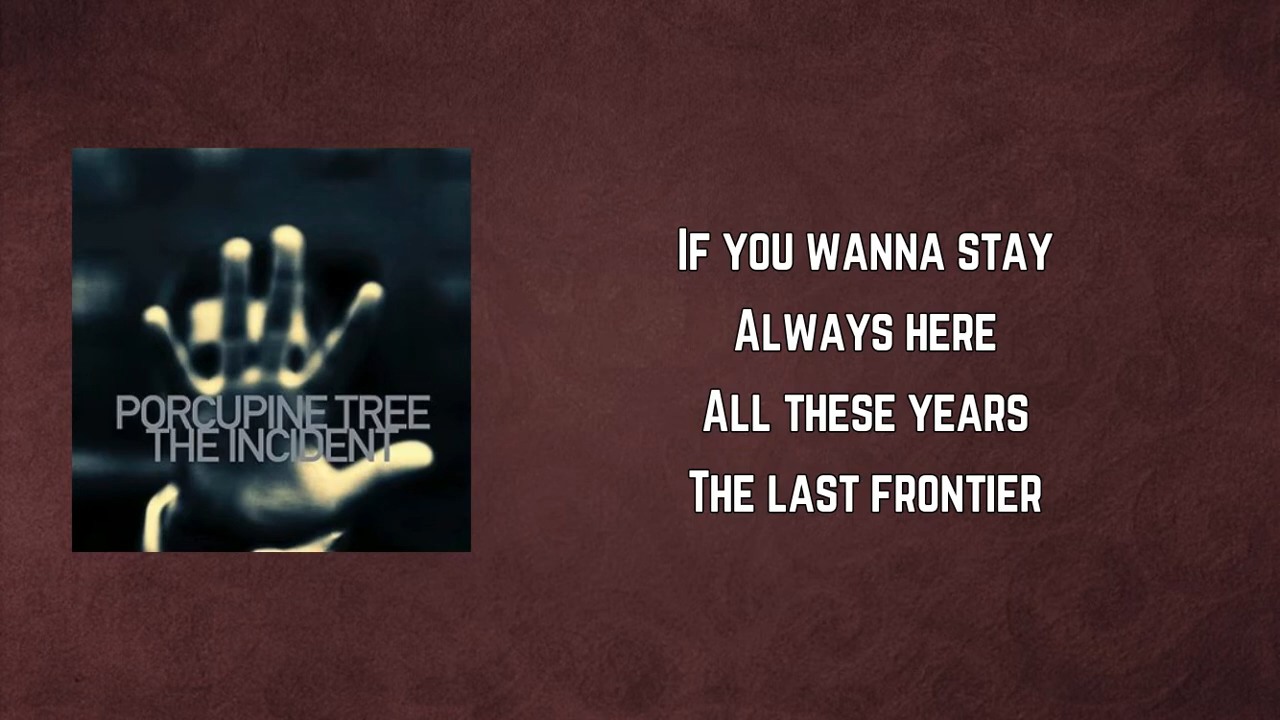 PORCUPINE TREE
THE INCIDENT
IF YOU WANNA STAY
ALWAYS HERE
ALL THESE YEARS
THE LAST FRONTIER